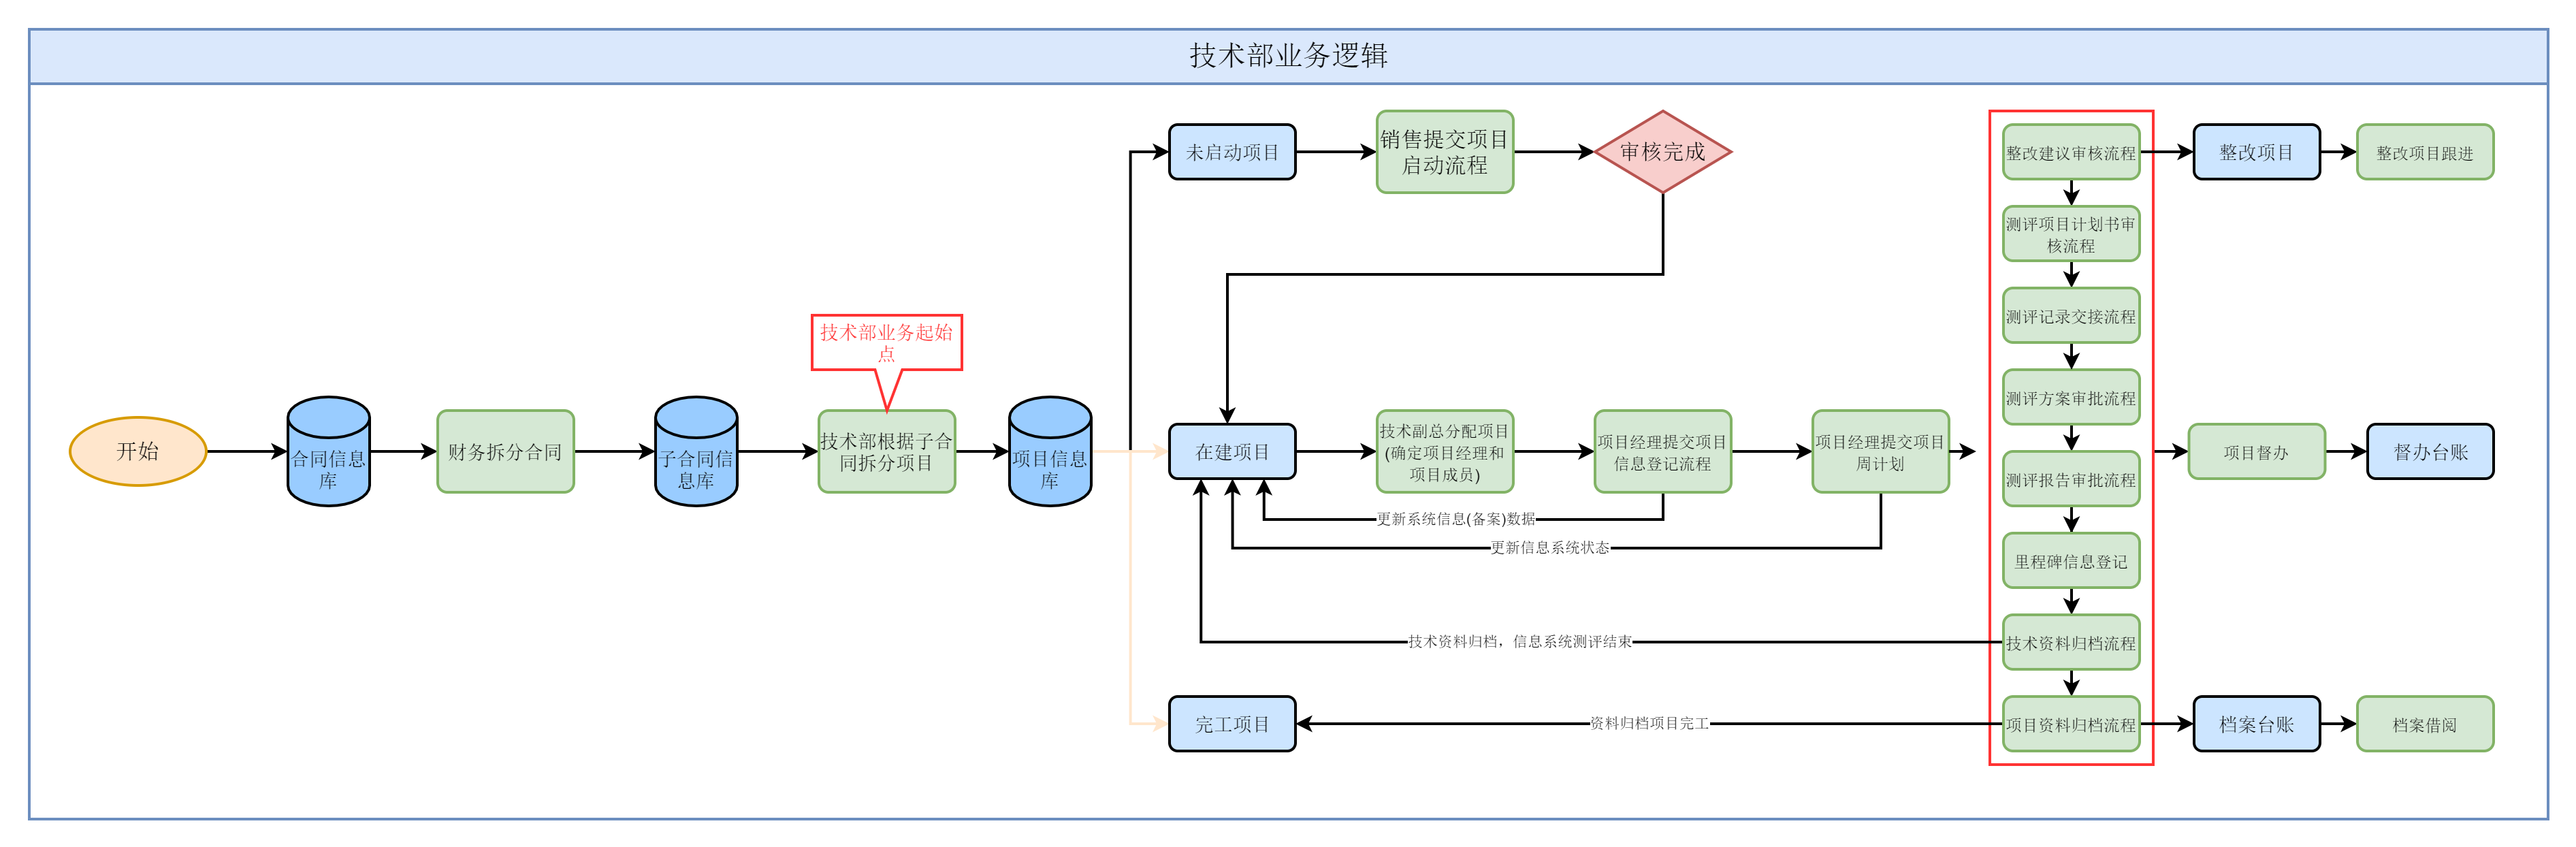 技术部业务逻辑
未启动项目
销售提交项目
启动流程
审核完成
整改建议审核流程
整改项目
整改项目跟进
测评项目计划书审
核流程
测评记录交接流程
技术部业务起始
点
测评方案审批流程
开始
合同信息
库
财务拆分合同
子合同信
息库
技术部根据子合
同拆分项目
项目信息
库
在建项目
技术副总分配项目
(确定项目经理和
项目成员)
项目经理提交项目
信息登记流程
项目经理提交项目
周计划
项目督办
督办台账
测评报告审批流程
更新系统信息(备案)数据
更新信息系统状态
里程碑信息登记
技术资料归档，信息系统测评结束
技术资料归档流程
完工项目
资料归档项目完工
项目资料归档流程
档案台账
档案借阅